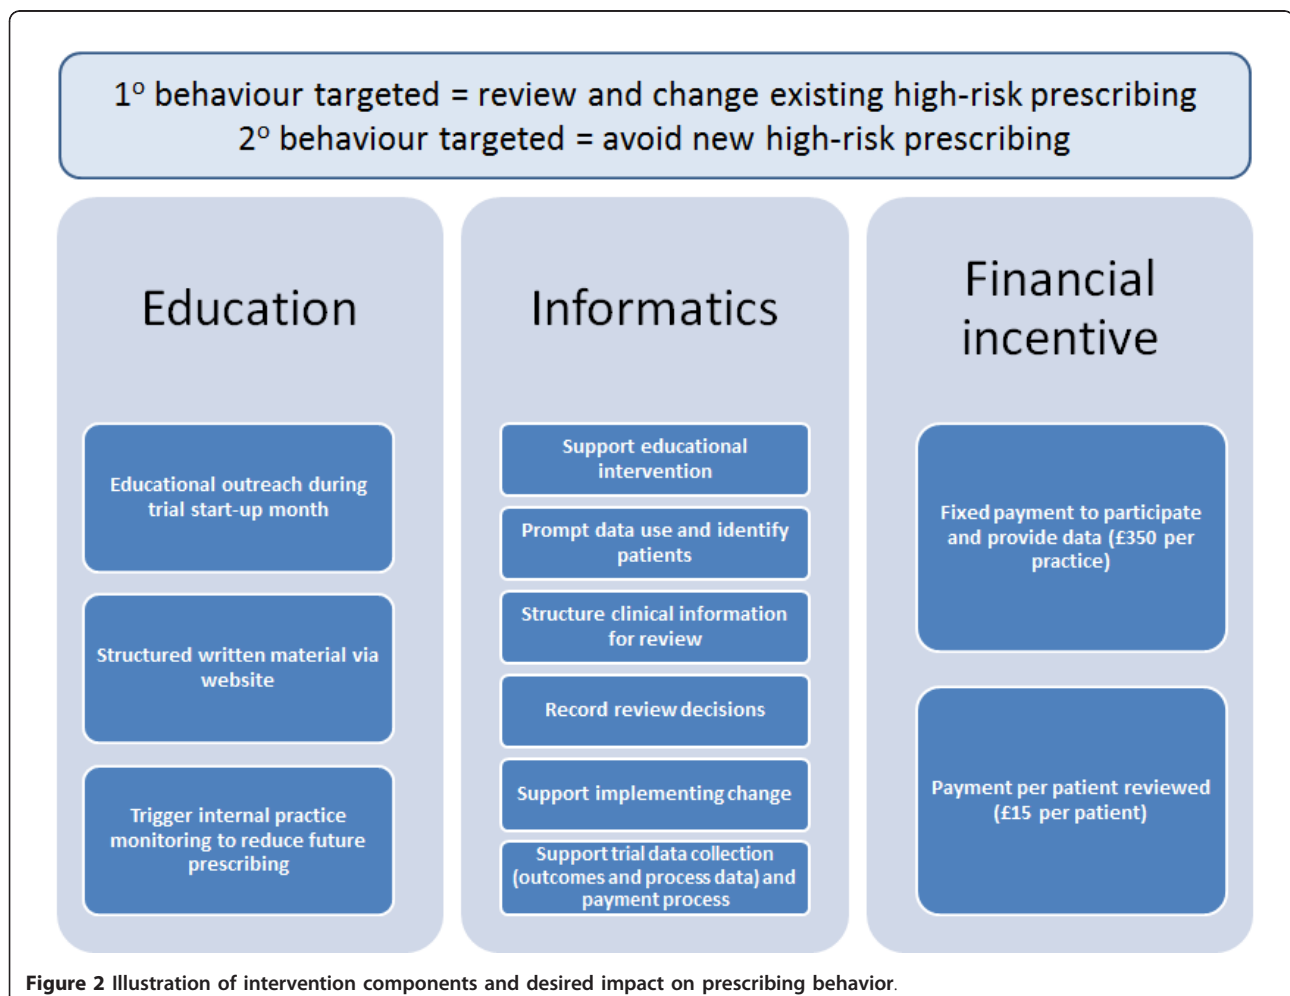 1º behaviour targeted = review and change existing high-risk prescribing
2º behaviour targeted = avoid new high-risk prescribing
Education
Educational outreach during
trial start-up month
Structured written material via
website
Trigger internal practice
monitoring to reduce future
prescribing
Informatics
Support educational
intervention
Prompt data use and identify
patients
Structure clinical information
for review
Record review decisions
Support implementing change
Support trial data collection
(outcomes and process data) and
payment process
Financial
incentive
Fixed payment to participate
and provide data (£350 per
practice)
Payment per patient reviewed
(£15 per patient)
Figure 2 Illustration of intervention components and desired impact on prescribing behavior.